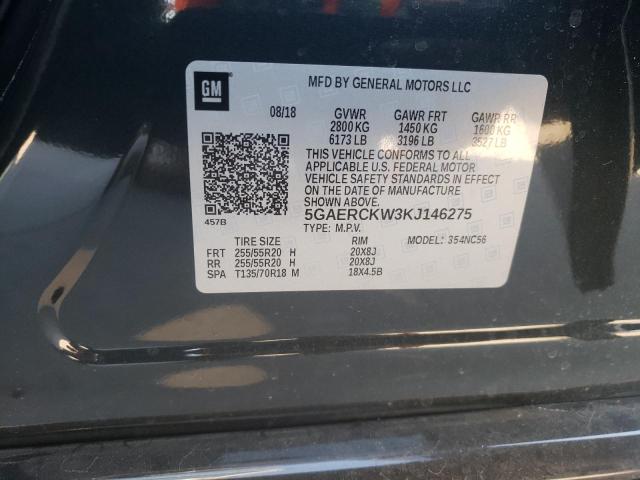 GM
MFD BY GENERAL MOTORS LLC
08/18 GVWR GAWR FRT GAWR RR
2800 KG 1450 KG 1600 KG
6173 LB 3196 LB 3527 LB
THIS VEHICLE CONFORMS TO ALL
APPLICABLE U.S. FEDERAL MOTOR
VEHICLE SAFETY STANDARDS IN EFFECT
ON THE DATE OF MANUFACTURE
SHOWN ABOVE.
457B 5GAERCKW3KJ146275
TYPE: M.P.V.
TIRE SIZE RIM MODEL: 354NC56
FRT 255/55R20 H 20X8J
RR 255/55R20 H 20X8J
SPA T135/70R18 M 18X4.5B